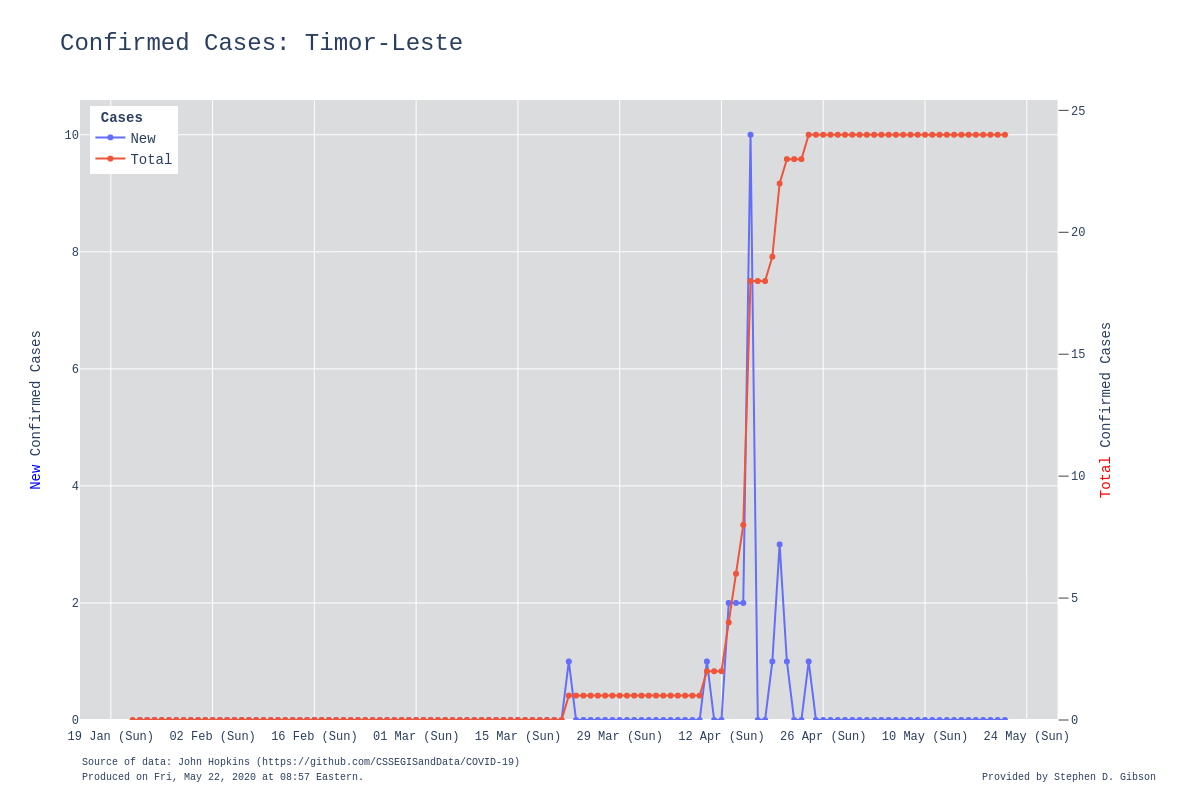 Confirmed Cases: Timor-Leste
Cases
New
Total
10
8
6
4
2
0
25
20
15
10
5
0
New Confirmed Cases
Total Confirmed Cases
19 Jan (Sun)
02 Feb (Sun)
16 Feb (Sun)
01 Mar (Sun)
15 Mar (Sun)
29 Mar (Sun)
12 Apr (Sun)
26 Apr (Sun)
10 May (Sun)
24 May (Sun)
Source of data: John Hopkins (https://github.com/CSSEGISandData/COVID-19)
Produced on Fri, May 22, 2020 at 08:57 Eastern.
Provided by Stephen D. Gibson